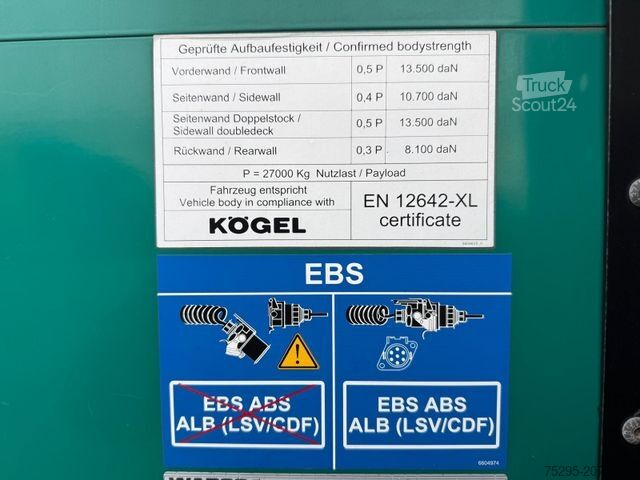 Geprüfte Aufbaufestigkeit / Confirmed bodystrength
Vorderwand / Frontwall 0,5 P 13.500 daN
Seitenwand / Sidewall 0,4 P 10.700 daN
Seitenwand Doppelstock /
Sidewall doubledeck 0,5 P 13.500 daN
Rückwand / Rearwall 0,3 P 8.100 daN
P = 27000 Kg Nutzlast / Payload
Fahrzeug entspricht
Vehicle body in compliance with
KÖGEL
EN 12642-XL
certificate
Truck
Scout24
EBS
EBS ABS
ALB (LSV/CDF)
EBS ABS
ALB (LSV/CDF)
6604974